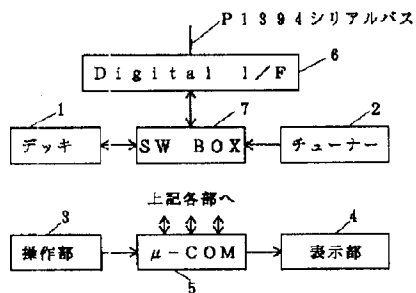 P1394シリアルバス
6
Digital I/F
1
7
2
デッキ
SW BOX
チューナー
上記各部へ
3
4
操作部
μ-COM
表示部
5